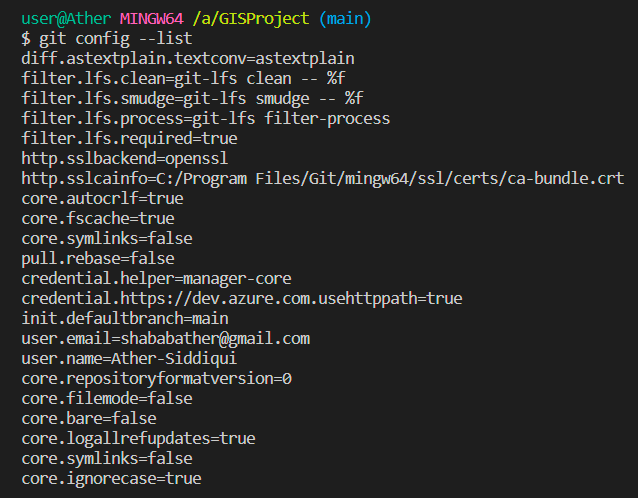 user@Ather MINGW64 /a/GISProject (main)
$ git config --list
diff.astextplain.textconv=astextplain
filter.lfs.clean=git-lfs clean -- %f
filter.lfs.smudge=git-lfs smudge -- %f
filter.lfs.process=git-lfs filter-process
filter.lfs.required=true
http.sslbackend=openssl
http.sslcainfo=C:/Program Files/Git/mingw64/ssl/certs/ca-bundle.crt
core.autocrlf=true
core.fscache=true
core.symlinks=false
pull.rebase=false
credential.helper=manager-core
credential.https://dev.azure.com.usehttppath=true
init.defaultbranch=main
user.email=shababather@gmail.com
user.name=Ather-Siddiqui
core.repositoryformatversion=0
core.filemode=false
core.bare=false
core.logallrefupdates=true
core.symlinks=false
core.ignorecase=true